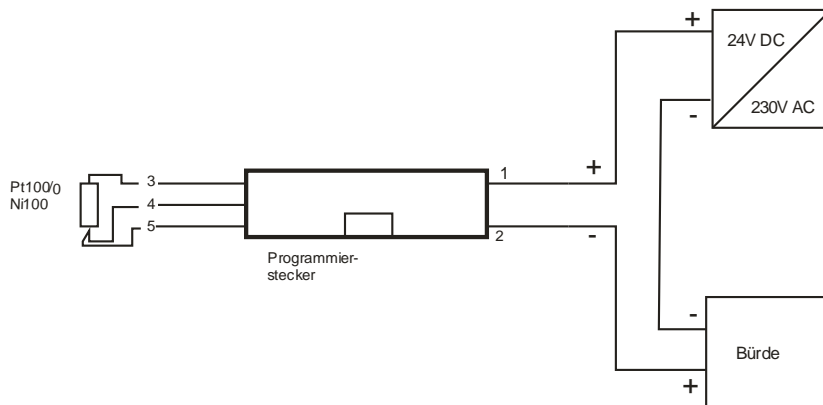 +
24V DC
230V AC
-
Pt100/0
Ni100
3
4
5
1
2
+
-
Programmier-
stecker
-
Bürde
+